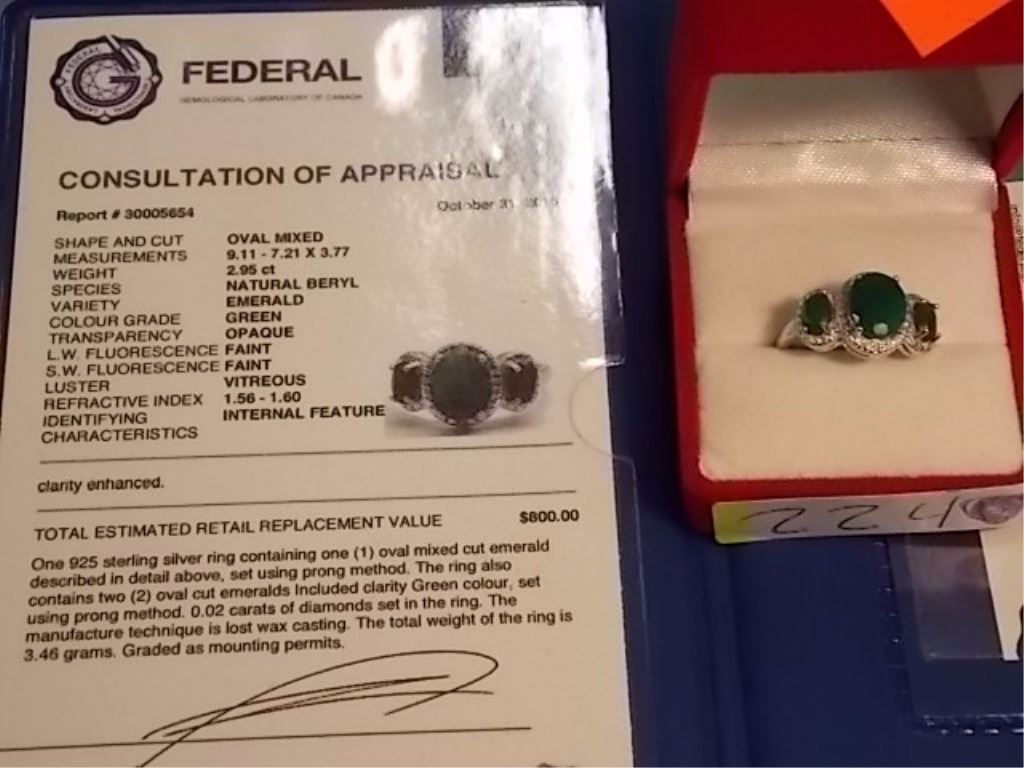 FEDERAL
GEMOLOGICAL LABORATORY OF CANADA
CONSULTATION OF APPRAISAL
October 31,
Report # 30005654
SHAPE AND CUT OVAL MIXED
MEASUREMENTS 9.11 - 7.21 X 3.77
WEIGHT 2.95 ct
SPECIES NATURAL BERYL
VARIETY EMERALD
COLOUR GRADE GREEN
TRANSPARENCY OPAQUE
L.W. FLUORESCENCE FAINT
S.W. FLUORESCENCE FAINT
LUSTER VITREOUS
REFRACTIVE INDEX 1.56 - 1.60
IDENTIFYING INTERNAL FEATURE
CHARACTERISTICS
clarity enhanced.
TOTAL ESTIMATED RETAIL REPLACEMENT VALUE $800.00
One 925 sterling silver ring containing one (1) oval mixed cut emerald
described in detail above, set using prong method. The ring also
contains two (2) oval cut emeralds Included clarity Green colour, set
using prong method. 0.02 carats of diamonds set in the ring. The
manufacture technique is lost wax casting. The total weight of the ring is
3.46 grams. Graded as mounting permits.
224